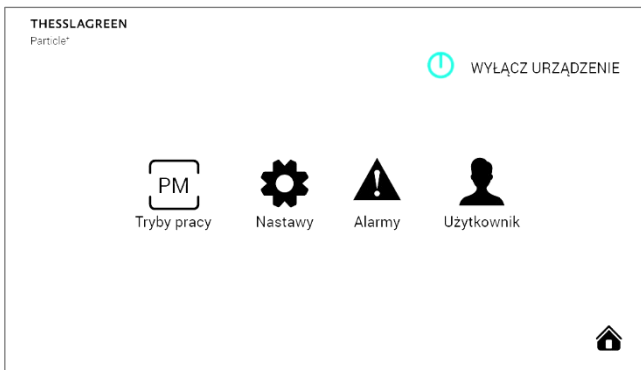 THESSLAGREEN
Particle⁺
WYŁĄCZ URZĄDZENIE
PM
Tryby pracy
Nastawy
Alarmy
Użytkownik